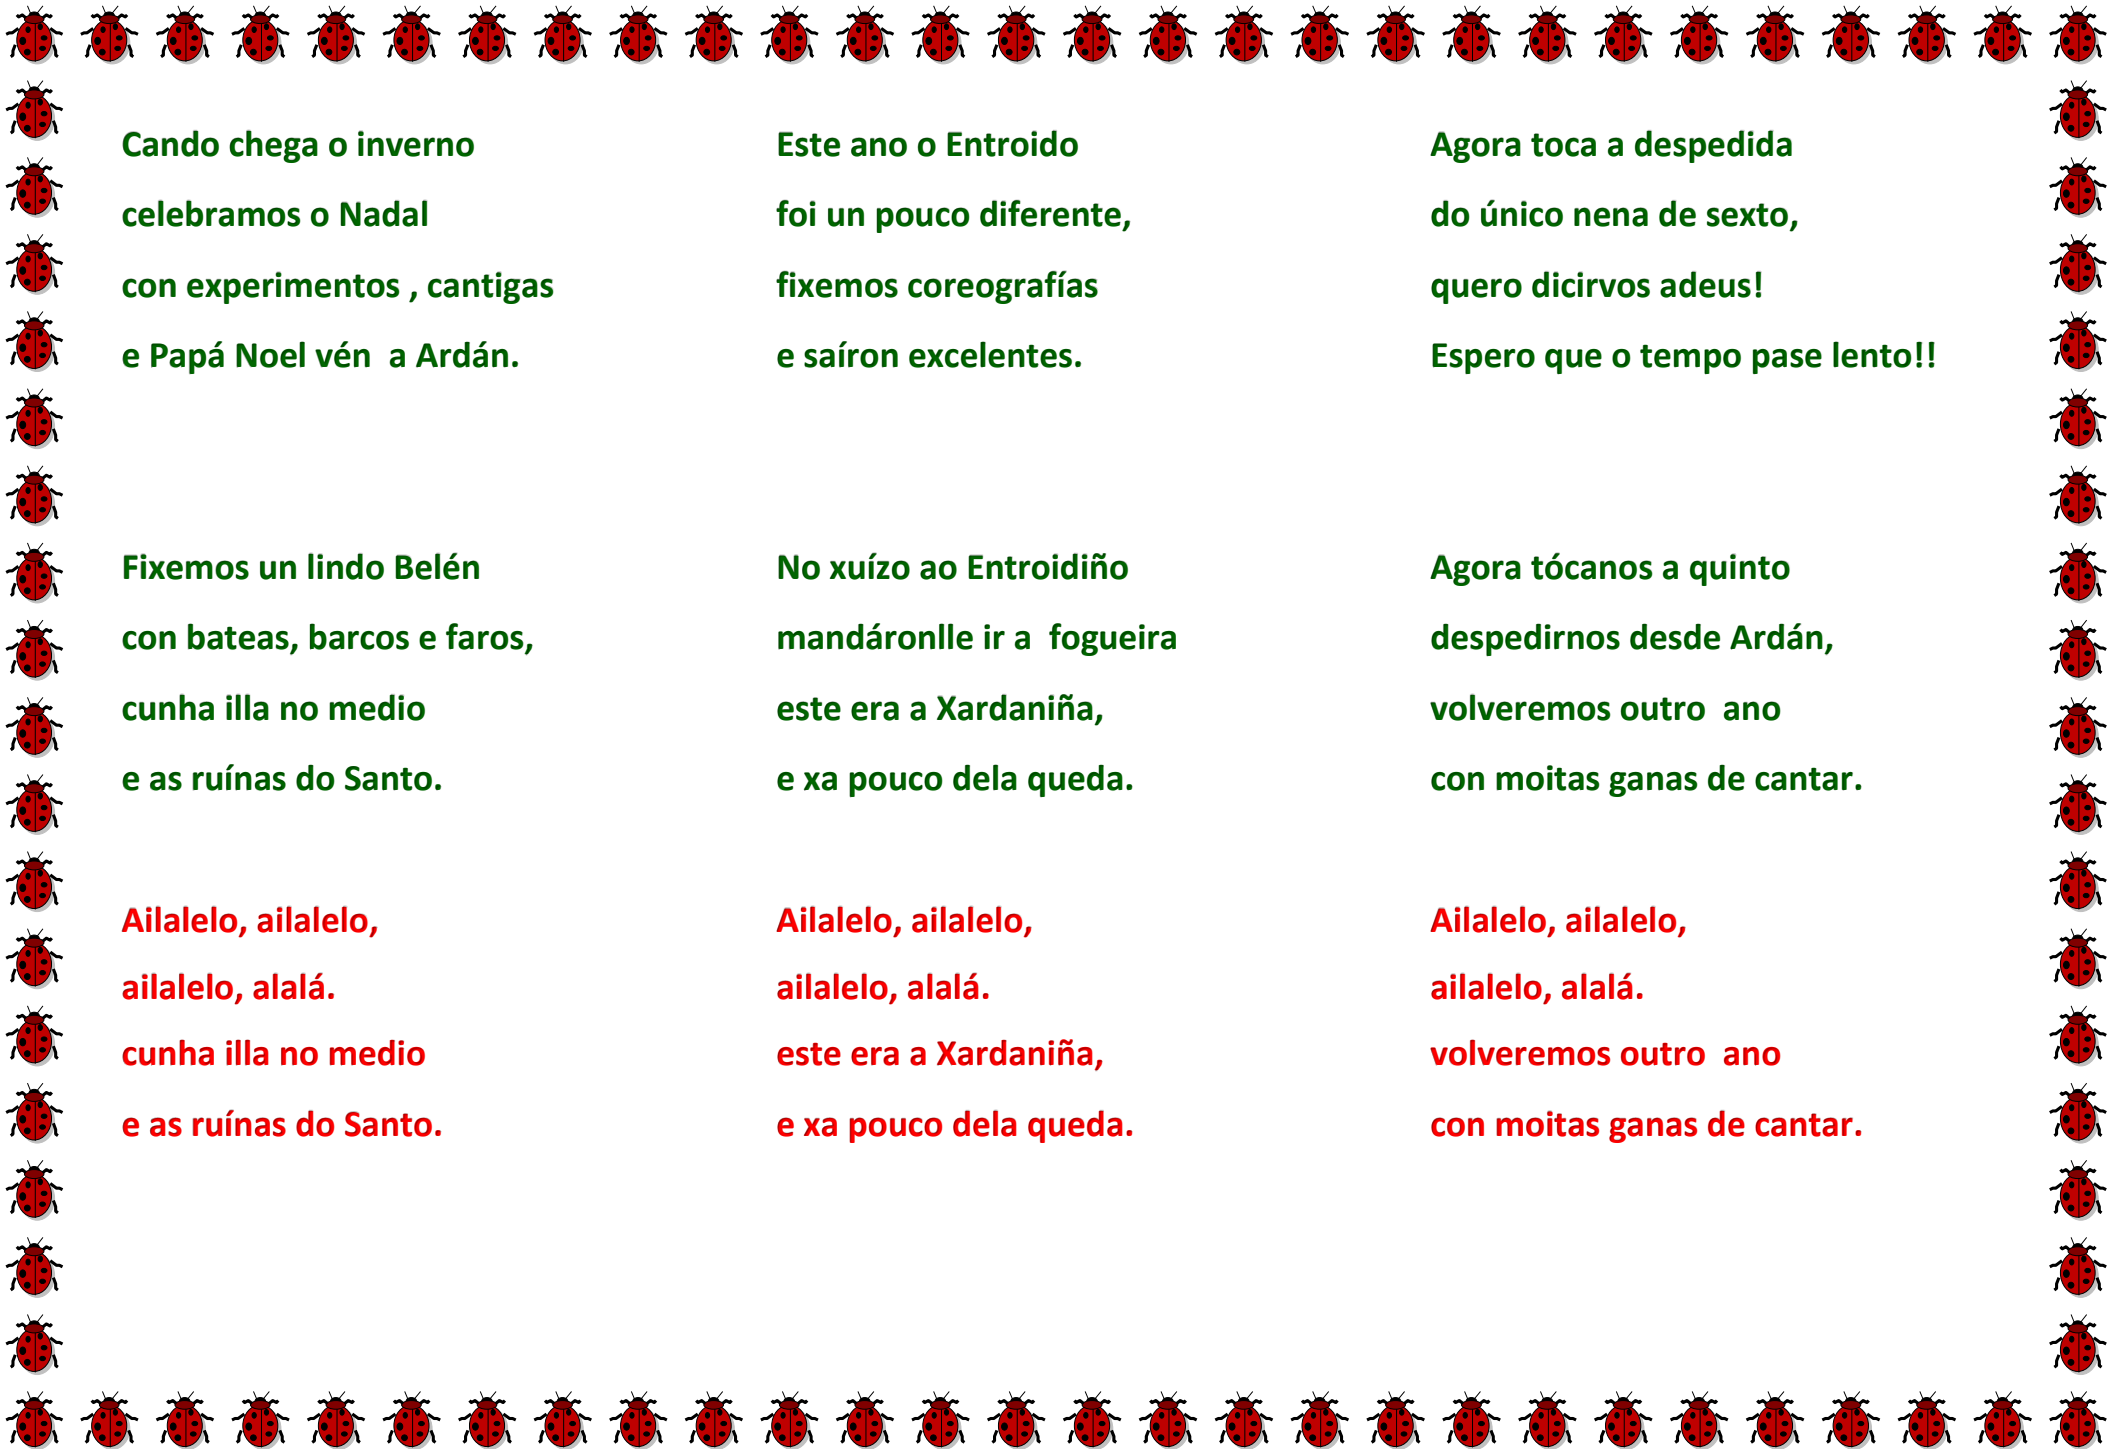 Cando chega o inverno
celebramos o Nadal
con experimentos , cantigas
e Papá Noel vén  a Ardán.
Fixemos un lindo Belén
con bateas, barcos e faros,
cunha illa no medio
e as ruínas do Santo.
Ailalelo, ailalelo,
ailalelo, alalá.
cunha illa no medio
e as ruínas do Santo.
Este ano o Entroido
foi un pouco diferente,
fixemos coreografías
e saíron excelentes.
No xuízo ao Entroidiño
mandáronlle ir a  fogueira
este era a Xardaniña,
e xa pouco dela queda.
Ailalelo, ailalelo,
ailalelo, alalá.
este era a Xardaniña,
e xa pouco dela queda.
Agora toca a despedida
do único nena de sexto,
quero dicirvos adeus!
Espero que o tempo pase lento!!
Agora tócanos a quinto
despedirnos desde Ardán,
volveremos outro  ano
con moitas ganas de cantar.
Ailalelo, ailalelo,
ailalelo, alalá.
volveremos outro  ano
con moitas ganas de cantar.